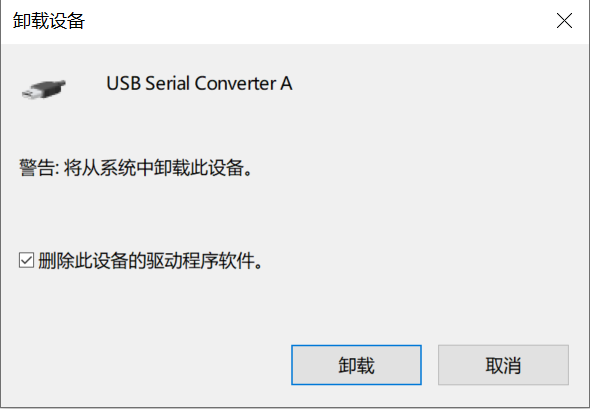 卸载设备
USB Serial Converter A
警告: 将从系统中卸载此设备。
删除此设备的驱动程序软件。
卸载
取消